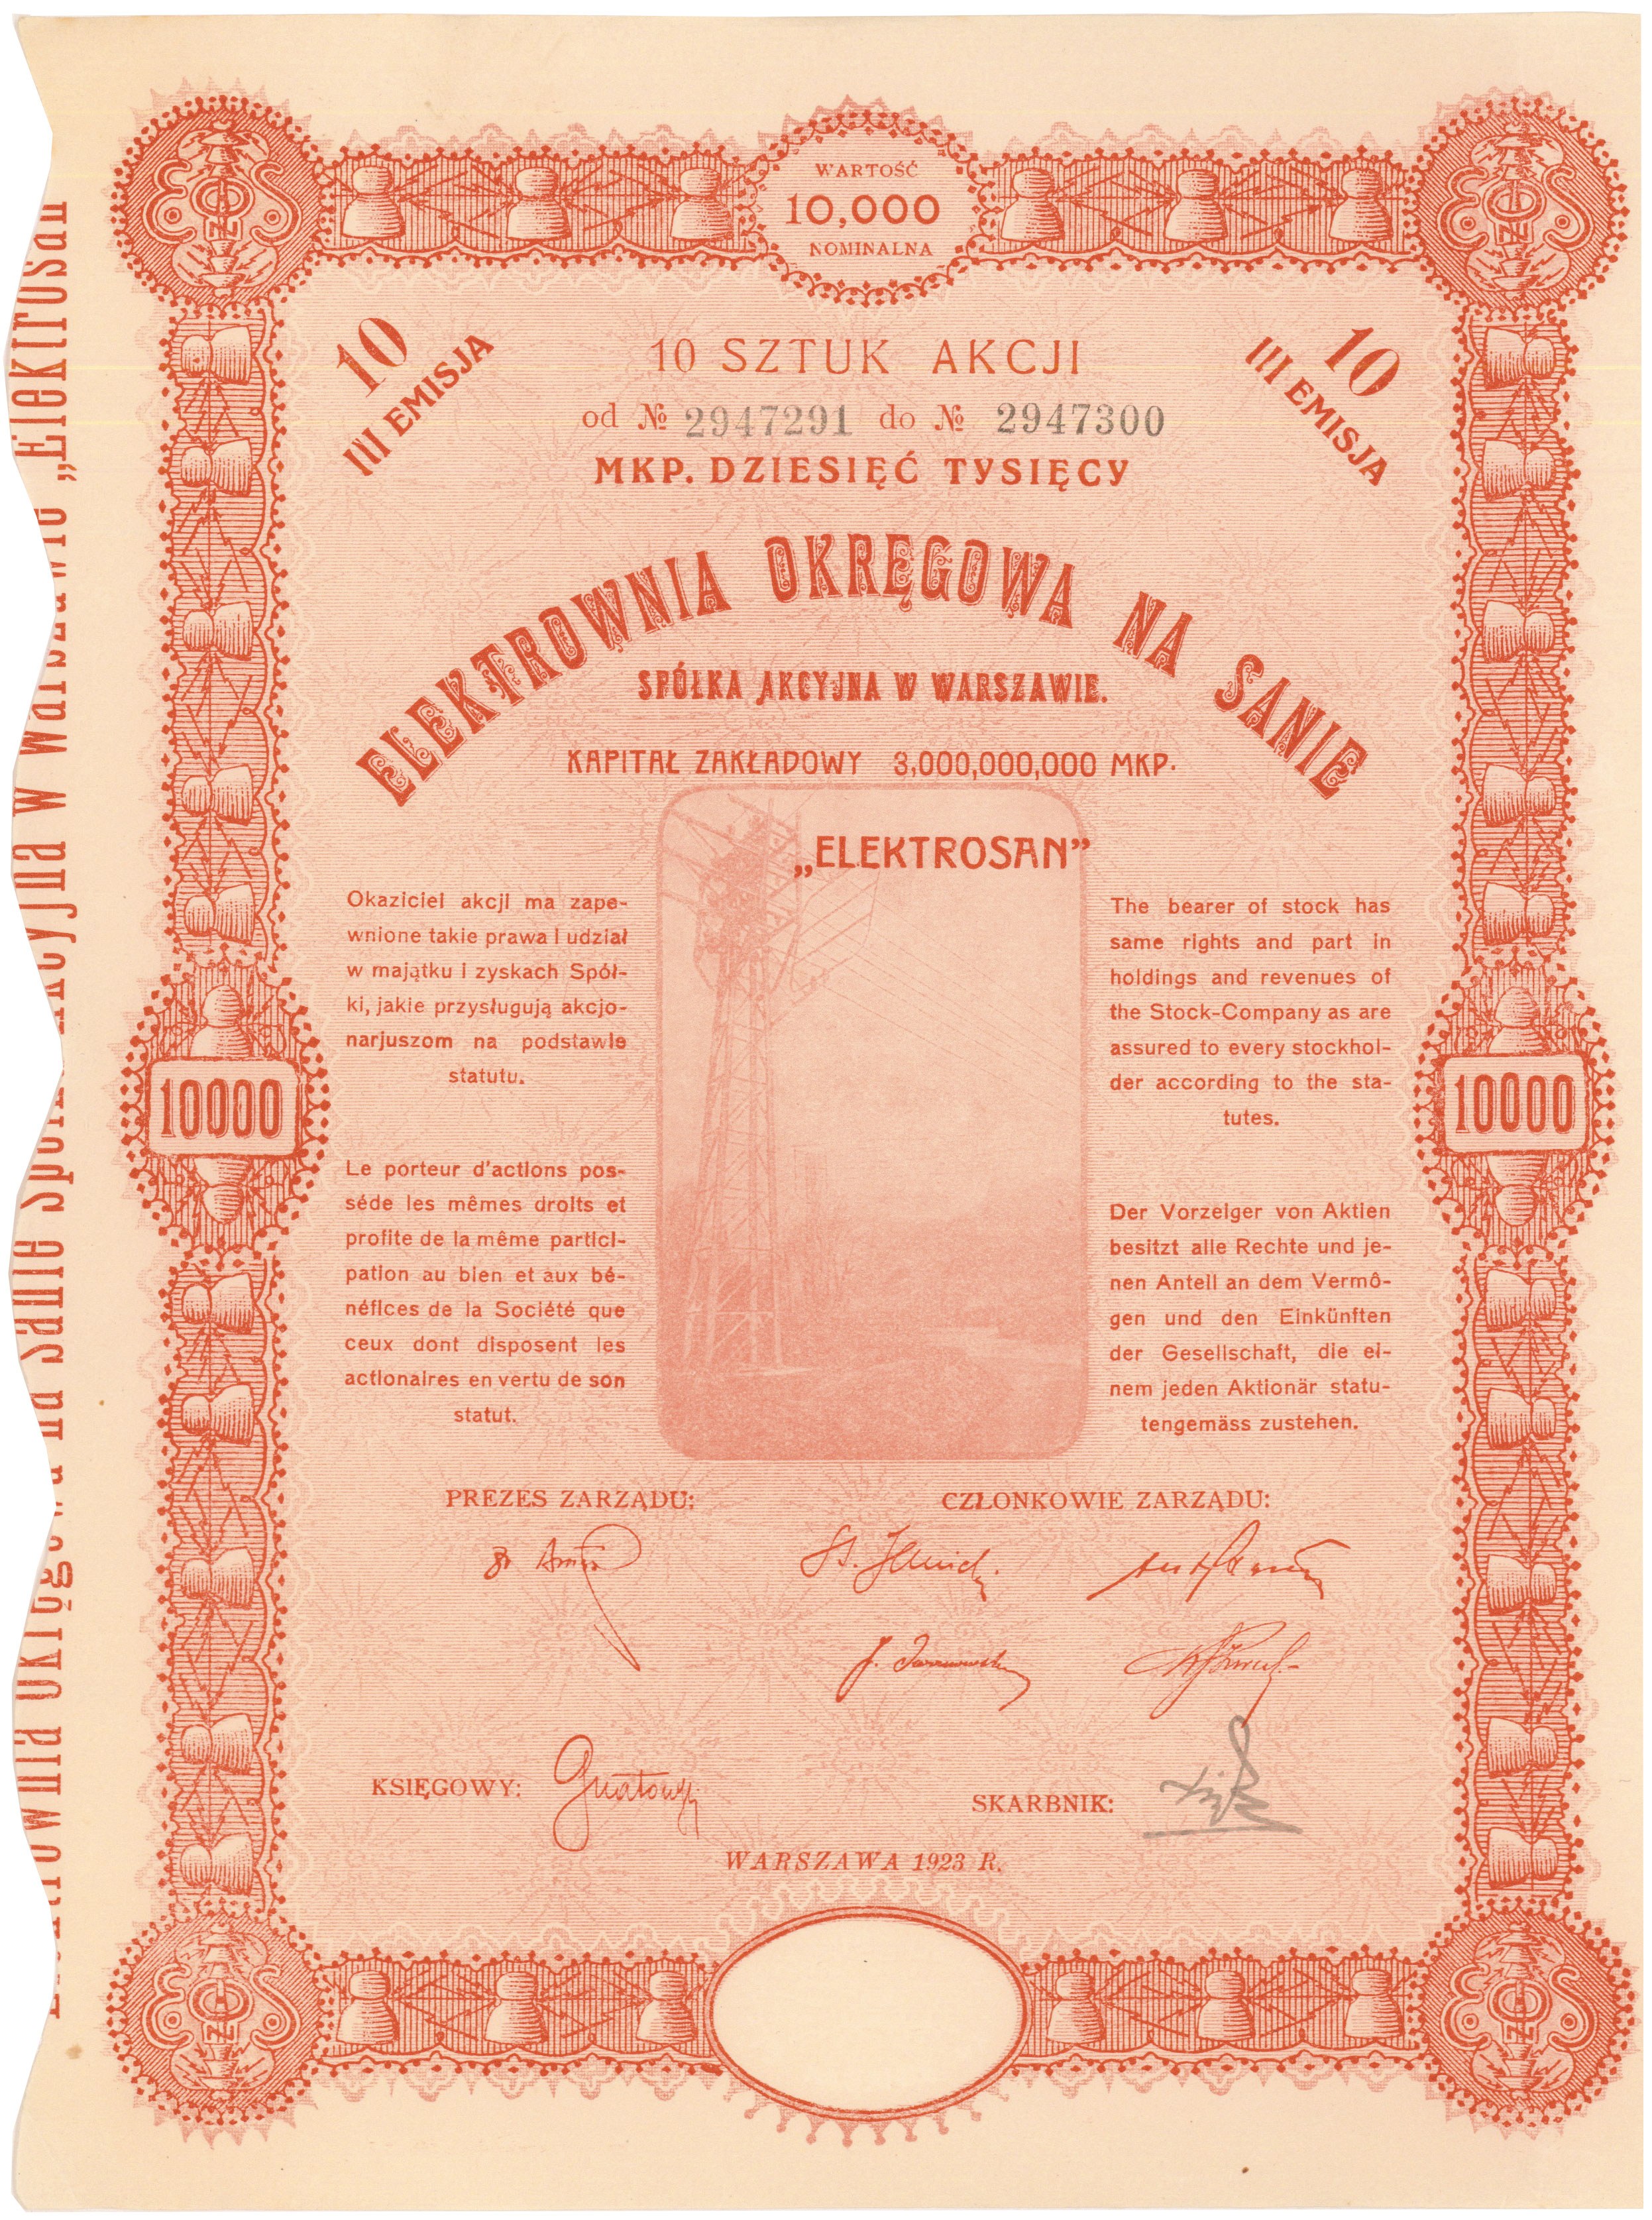 WARTOŚĆ
10,000
NOMINALNA
10
III EMISJA
10
III EMISJA
10 SZTUK AKCJI
od № 2947291 do № 2947300
MKP. DZIESIĘĆ TYSIĘCY
ELEKTROWNIA OKRĘGOWA NA SANIE
SPÓŁKA AKCYJNA W WARSZAWIE.
KAPITAŁ ZAKŁADOWY 3,000,000,000 MKP.
„ELEKTROSAN”
Okaziciel akcji ma zape-
wnione takie prawa i udział
w majątku i zyskach Spół-
ki, jakie przysługują akcjo-
narjuszom na podstawie
statutu.
Le porteur d'actions pos-
séde les mêmes droits et
profite de la même partici-
pation au bien et aux bé-
néfices de la Société que
ceux dont disposent les
actionaires en vertu de son
statut.
The bearer of stock has
same rights and part in
holdings and revenues of
the Stock-Company as are
assured to every stockhol-
der according to the sta-
tutes.
Der Vorzeiger von Aktien
besitzt alle Rechte und je-
nen Anteil an dem Vermô-
gen und den Einkünften
der Gesellschaft, die ei-
nem jeden Aktionär statu-
tengemäss zustehen.
10000
10000
PREZES ZARZĄDU:
CZŁONKOWIE ZARZĄDU:
KSIĘGOWY:
SKARBNIK:
WARSZAWA 1923 R.
Elektrownia Okręgowa na Sanie Spółka Akcyjna w Warszawie „Elektrosan